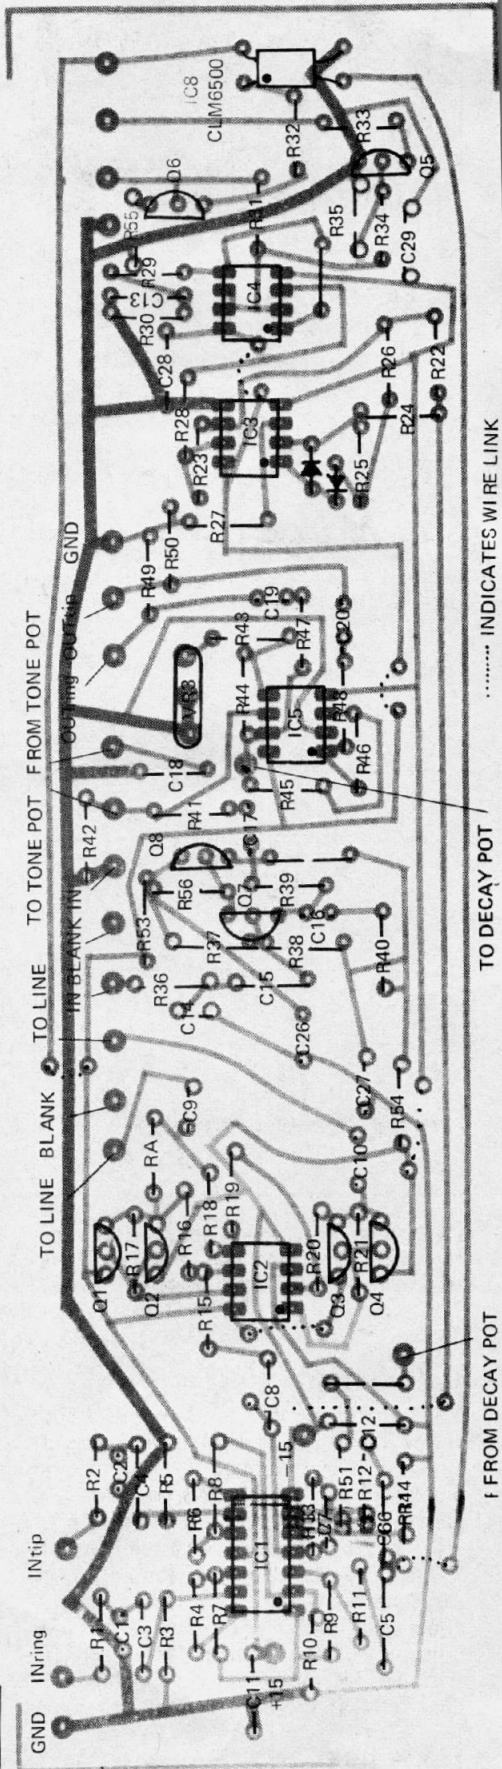 GND
INring
INtip
TO LINE
BLANK
TO LINE
IN BLANK IN
TO TONE POT
FROM TONE POT
OUTring
OUTtip
GND
R1
C1
C3
R3
R2
C2
C4
R5
R4
R7
R6
R8
IC1
C11
+15
-15
R10
R9
R11
C5
R13
C7
R51
R12
C12
C6
R14
C8
Q1
R17
Q2
RA
C9
R16
R15
R18
R19
IC2
R20
Q3
R21
Q4
C10
C27
R54
C26
R42
R53
R36
C14
C15
R37
R56
Q8
Q7
R38
R39
C16
R40
R41
C17
C18
VR3
R43
R44
R45
IC5
R46
R47
R48
C19
C20
R49
R50
R27
R23
R28
C28
IC3
R25
R24
R26
R22
R30
C13
R29
R55
Q6
IC4
R31
R32
R33
R35
R34
C29
Q5
IC8
CLM6500
F FROM DECAY POT
TO DECAY POT
......... INDICATES WIRE LINK